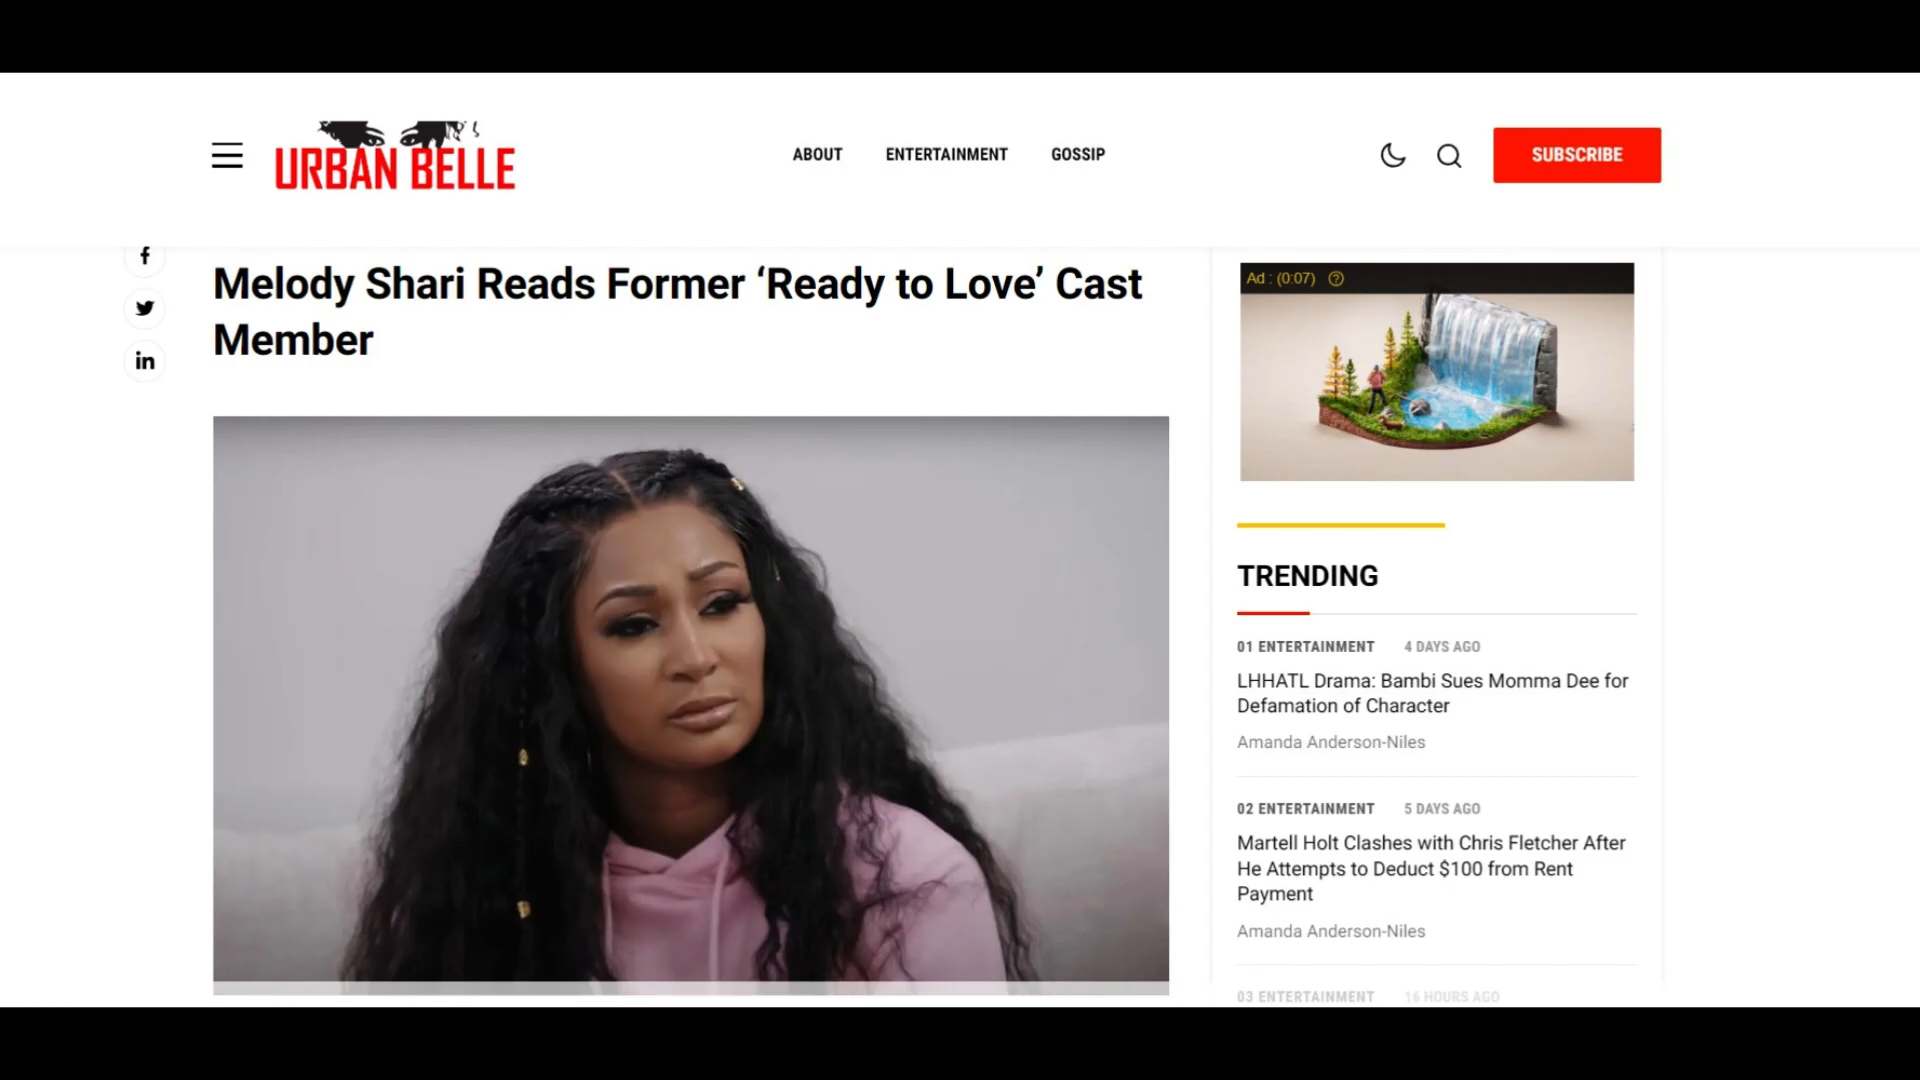 URBAN BELLE
ABOUT
ENTERTAINMENT
GOSSIP
SUBSCRIBE
f
in
Melody Shari Reads Former ‘Ready to Love’ Cast
Member
Ad : (0:07)
TRENDING
01 ENTERTAINMENT 4 DAYS AGO
LHHATL Drama: Bambi Sues Momma Dee for
Defamation of Character
Amanda Anderson-Niles
02 ENTERTAINMENT 5 DAYS AGO
Martell Holt Clashes with Chris Fletcher After
He Attempts to Deduct $100 from Rent
Payment
Amanda Anderson-Niles
03 ENTERTAINMENT 16 HOURS AGO